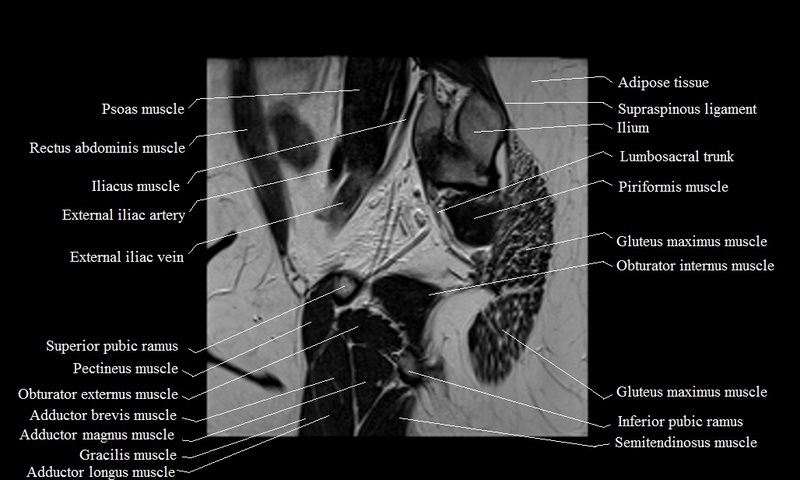 Psoas muscle
Rectus abdominis muscle
Iliacus muscle
External iliac artery
External iliac vein
Superior pubic ramus
Pectineus muscle
Obturator externus muscle
Adductor brevis muscle
Adductor magnus muscle
Gracilis muscle
Adductor longus muscle
Adipose tissue
Supraspinous ligament
Ilium
Lumbosacral trunk
Piriformis muscle
Gluteus maximus muscle
Obturator internus muscle
Gluteus maximus muscle
Inferior pubic ramus
Semitendinosus muscle